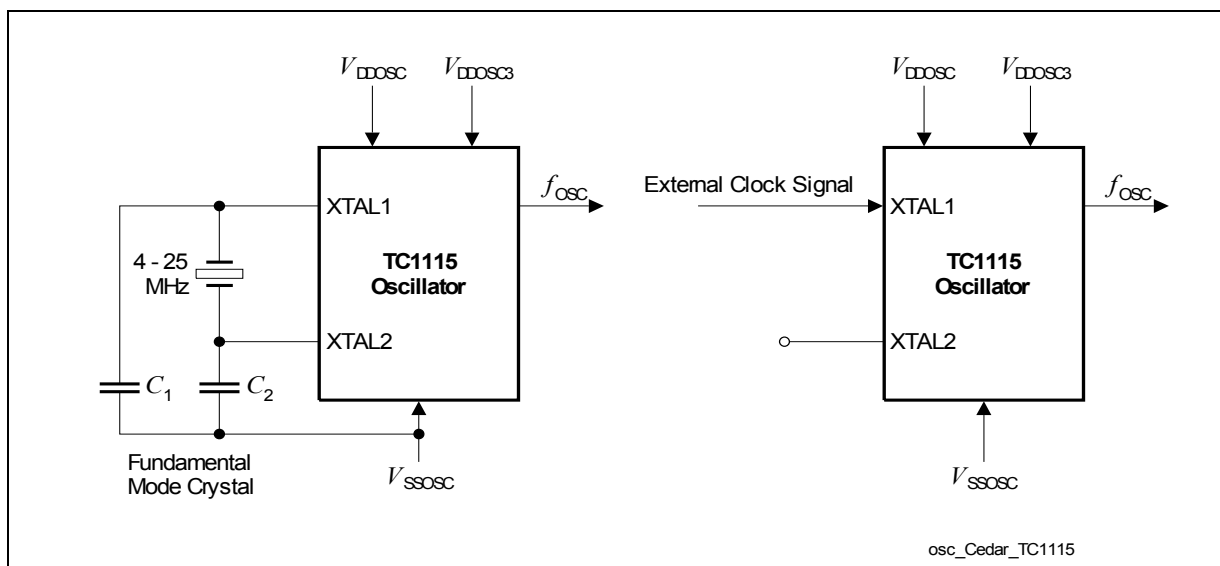 VDDOSC VDDOSC3
fOSC
XTAL1
4 - 25
MHz
TC1115
Oscillator
XTAL2
C1 C2
Fundamental
Mode Crystal
VSSOSC
VDDOSC VDDOSC3
External Clock Signal
fOSC
XTAL1
TC1115
Oscillator
XTAL2
VSSOSC
osc_Cedar_TC1115